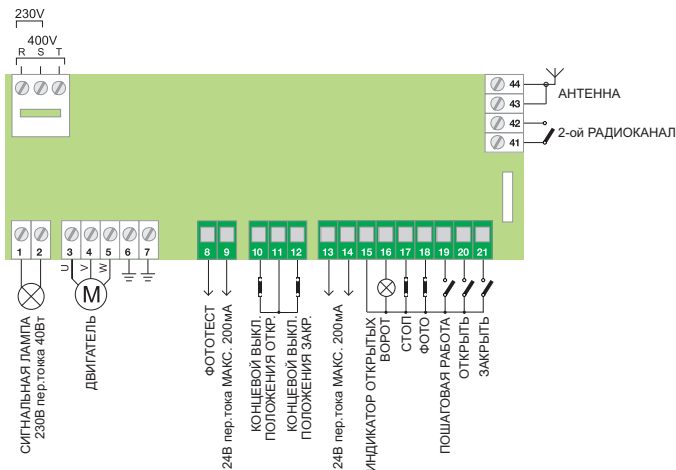 230V
400V
R S T
44
43
42
41
АНТЕННА
2-ой РАДИОКАНАЛ
1 2 3 4 5 6 7 8 9 10 11 12 13 14 15 16 17 18 19 20 21
U V W
M
СИГНАЛЬНАЯ ЛАМПА
230В пер.токка 40Вт
ДВИГАТЕЛЬ
ФОТОТЕСТ
24В пер.тока МАКС. 200мА
КОНЦЕВОЙ ВЫКЛ.
ПОЛОЖЕНИЯ ОТКР.
КОНЦЕВОЙ ВЫКЛ.
ПОЛОЖЕНИЯ ЗАКР.
24В пер.тока МАКС. 200мА
ИНДИКАТОР ОТКРЫТЫХ
ВОРОТ
СТОП
ФОТО
ПОШАГОВАЯ РАБОТА
ОТКРЫТЬ
ЗАКРЫТЬ